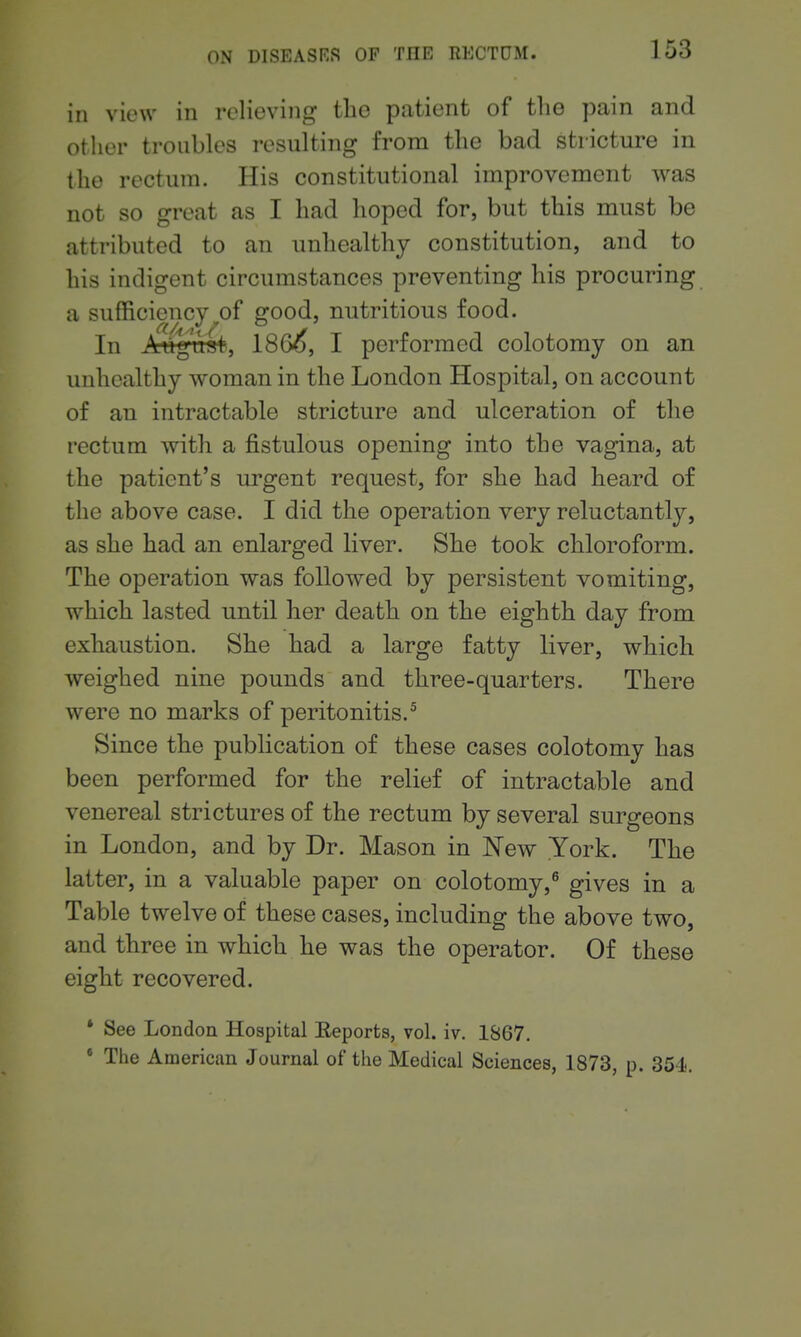 ON DISEASES OF THE RECTUM. 153
in view in relieving the patient of the pain and
other troubles resulting from the bad stricture in
the rectum. His constitutional improvement was
not so great as I had hoped for, but this must be
attributed to an unhealthy constitution, and to
his indigent circumstances preventing his procuring
a sufficiency of good, nutritious food.
In August, 1866, I performed colotomy on an
unhealthy woman in the London Hospital, on account
of an intractable stricture and ulceration of the
rectum with a fistulous opening into the vagina, at
the patient's urgent request, for she had heard of
the above case. I did the operation very reluctantly,
as she had an enlarged liver. She took chloroform.
The operation was followed by persistent vomiting,
which lasted until her death on the eighth day from
exhaustion. She had a large fatty liver, which
weighed nine pounds and three-quarters. There
were no marks of peritonitis.⁵
Since the publication of these cases colotomy has
been performed for the relief of intractable and
venereal strictures of the rectum by several surgeons
in London, and by Dr. Mason in New York. The
latter, in a valuable paper on colotomy,⁶ gives in a
Table twelve of these cases, including the above two,
and three in which he was the operator. Of these
eight recovered.
⁵ See London Hospital Reports, vol. iv. 1867.
⁶ The American Journal of the Medical Sciences, 1873, p. 354.